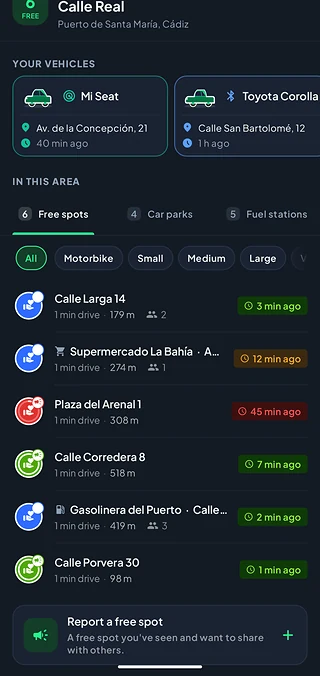 Calle Real
FREE
Puerto de Santa María, Cádiz
YOUR VEHICLES
Mi Seat
Av. de la Concepción, 21
40 min ago
Toyota Corolla
Calle San Bartolomé, 12
1 h ago
IN THIS AREA
6 Free spots
4 Car parks
5 Fuel stations
All
Motorbike
Small
Medium
Large
V
Calle Larga 14
1 min drive · 179 m 2
3 min ago
Supermercado La Bahía · A...
1 min drive · 274 m 1
12 min ago
Plaza del Arenal 1
1 min drive · 308 m
45 min ago
Calle Corredera 8
1 min drive · 518 m
7 min ago
Gasolinera del Puerto · Calle...
1 min drive · 419 m 3
2 min ago
Calle Porvera 30
1 min drive · 98 m
1 min ago
Report a free spot
A free spot you've seen and want to share
with others.
+